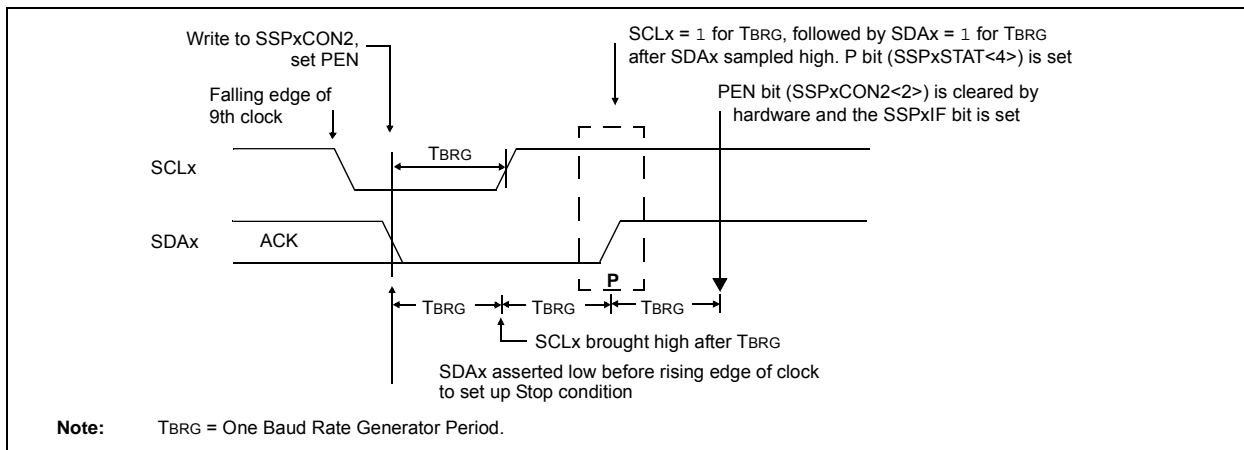 Write to SSPxCON2,
set PEN
SCLx = 1 for TBRG, followed by SDAx = 1 for TBRG
after SDAx sampled high. P bit (SSPxSTAT<4>) is set
Falling edge of
9th clock
PEN bit (SSPxCON2<2>) is cleared by
hardware and the SSPxIF bit is set
TBRG
SCLx
SDAx
ACK
P
TBRG
TBRG
TBRG
SCLx brought high after TBRG
SDAx asserted low before rising edge of clock
to set up Stop condition
Note: TBRG = One Baud Rate Generator Period.